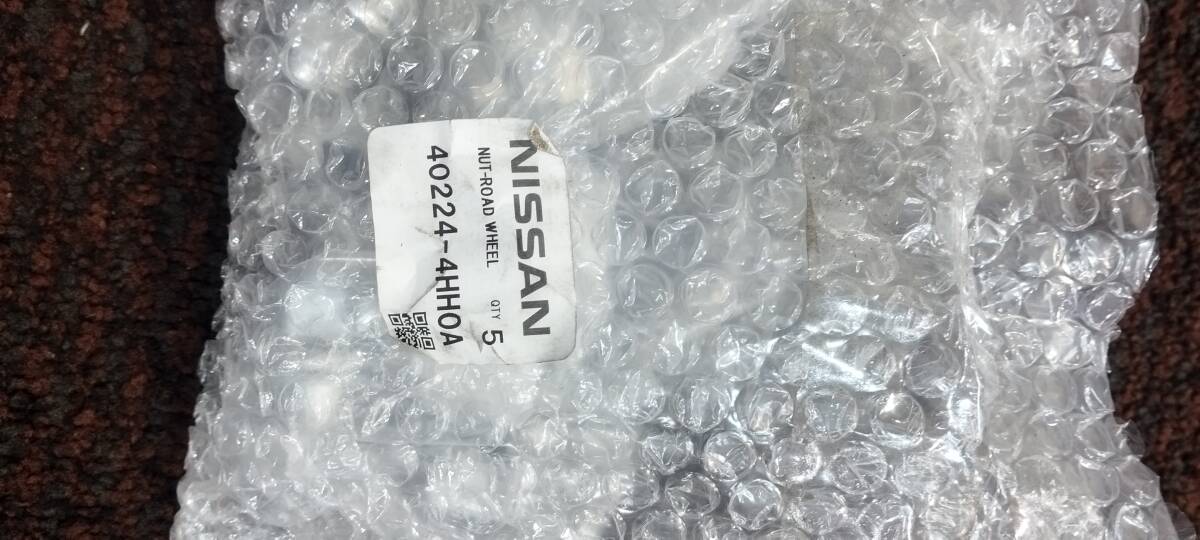 NISSAN
NUT-ROAD WHEEL QTY 5
40224-4HH0A